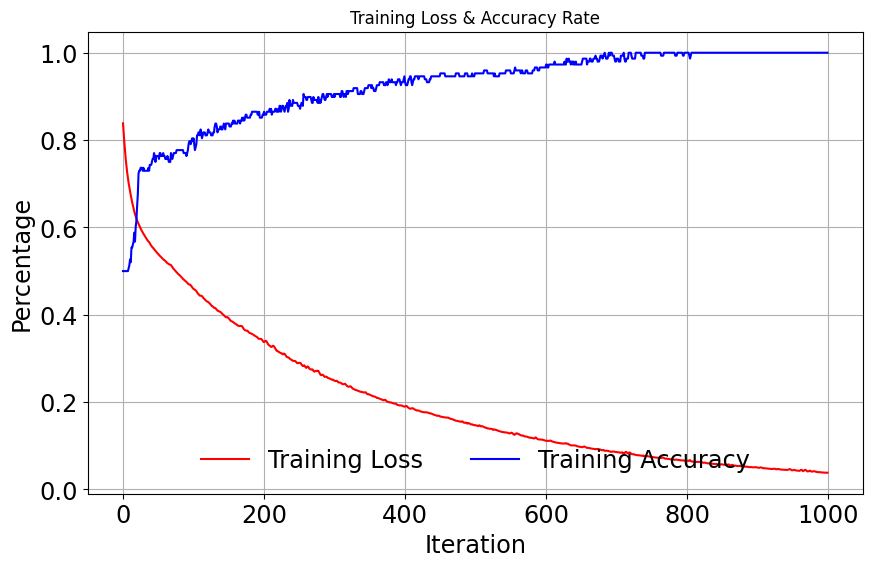 Training Loss & Accuracy Rate
1.0
0.8
0.6
0.4
0.2
0.0
Percentage
Training Loss
Training Accuracy
0 200 400 600 800 1000
Iteration